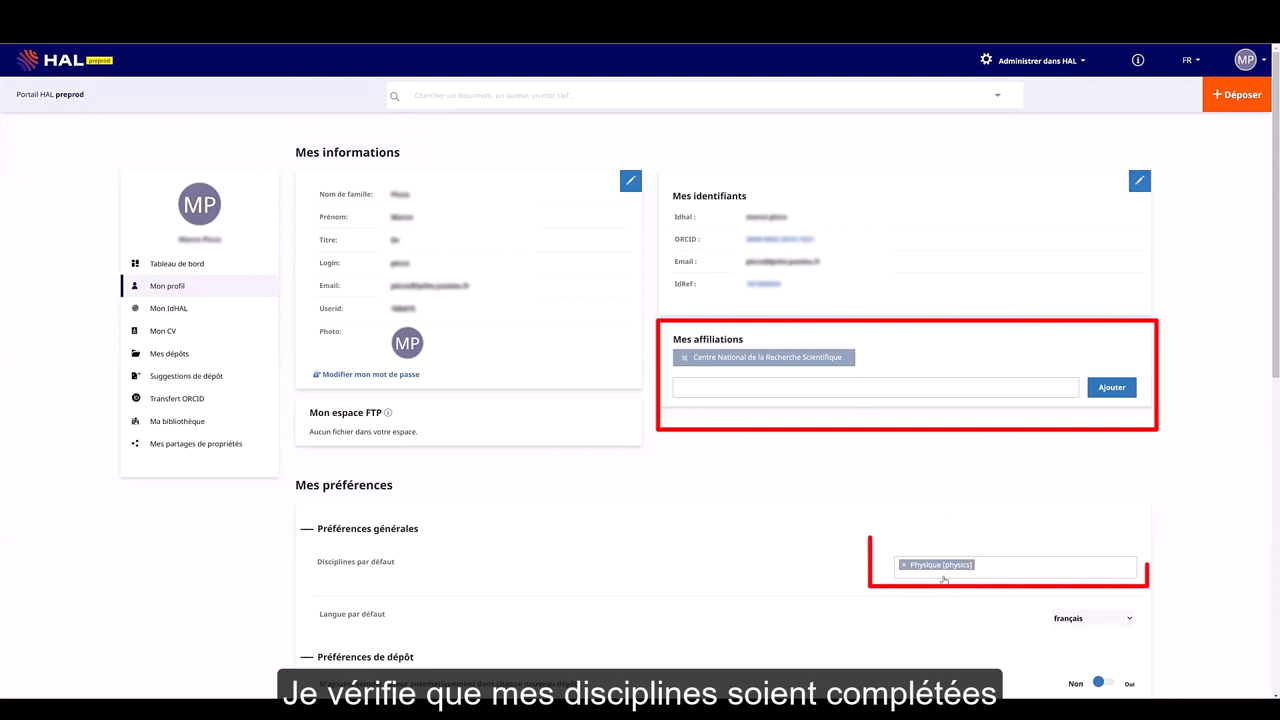 HAL preprod
Administrer dans HAL
FR
MP
Portail HAL preprod
Chercher un document, un auteur, un mot clef...
+ Déposer
MP
Tableau de bord
Mon profil
Mon IdHAL
Mon CV
Mes dépôts
Suggestions de dépôt
Transfert ORCID
Ma bibliothèque
Mes partages de propriétés
Mes informations
Nom de famille:
Prénom:
Titre:
Login:
Email:
Userid:
Photo:
MP
Modifier mon mot de passe
Mon espace FTP
Aucun fichier dans votre espace.
Mes identifiants
Idhal :
ORCID :
Email :
IdRef :
Mes affiliations
Centre National de la Recherche Scientifique
Ajouter
Mes préférences
Préférences générales
Disciplines par défaut
× Physique [physics]
Langue par défaut
français
Préférences de dépôt
Non Oui
Je vérifie que mes disciplines soient complétées